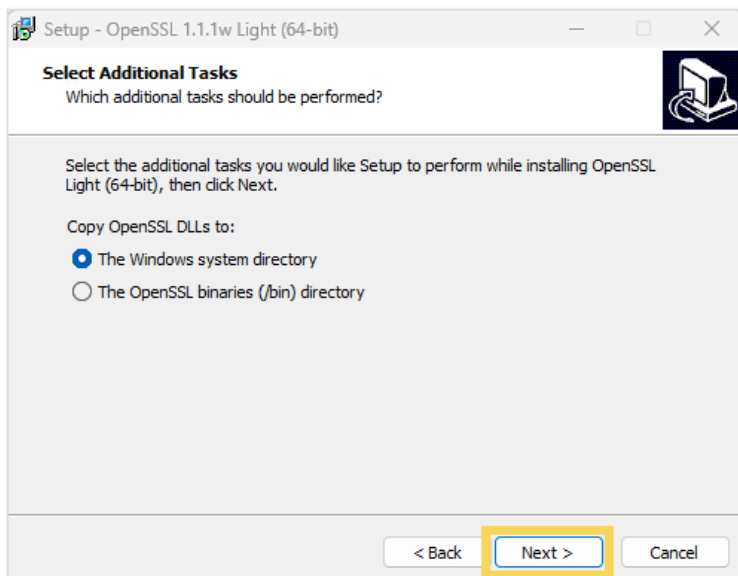 Setup - OpenSSL 1.1.1w Light (64-bit)
Select Additional Tasks
Which additional tasks should be performed?
Select the additional tasks you would like Setup to perform while installing OpenSSL
Light (64-bit), then click Next.
Copy OpenSSL DLLs to:
The Windows system directory
The OpenSSL binaries (/bin) directory
< Back Next > Cancel